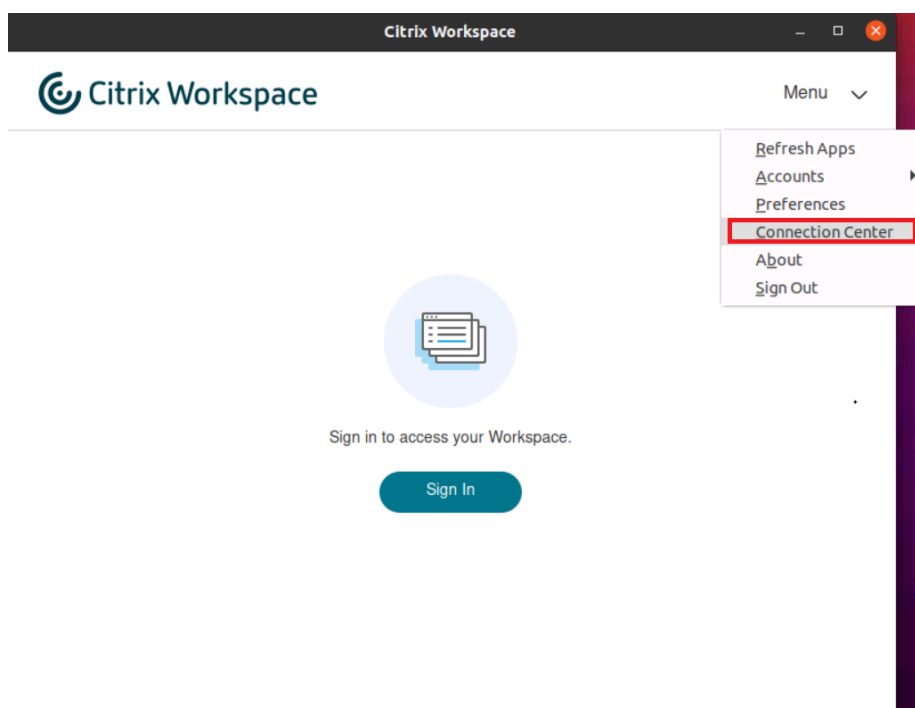 Citrix Workspace
Citrix Workspace
Menu
Refresh Apps
Accounts
Preferences
Connection Center
About
Sign Out
Sign in to access your Workspace.
Sign In